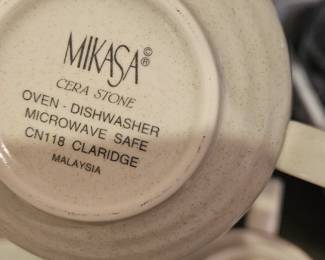 MIKASA©®
CERA STONE
OVEN - DISHWASHER
MICROWAVE SAFE
CN118 CLARIDGE
MALAYSIA